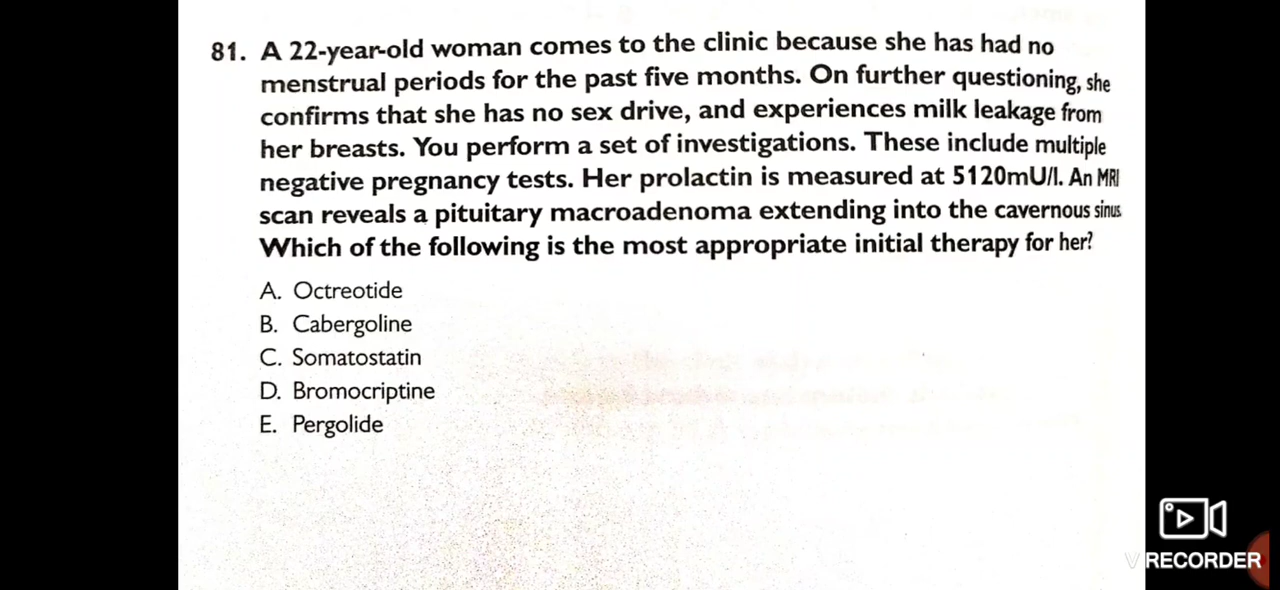 81. A 22-year-old woman comes to the clinic because she has had no
menstrual periods for the past five months. On further questioning, she
confirms that she has no sex drive, and experiences milk leakage from
her breasts. You perform a set of investigations. These include multiple
negative pregnancy tests. Her prolactin is measured at 5120mU/l. An MRI
scan reveals a pituitary macroadenoma extending into the cavernous sinus
Which of the following is the most appropriate initial therapy for her?
A. Octreotide
B. Cabergoline
C. Somatostatin
D. Bromocriptine
E. Pergolide
V RECORDER